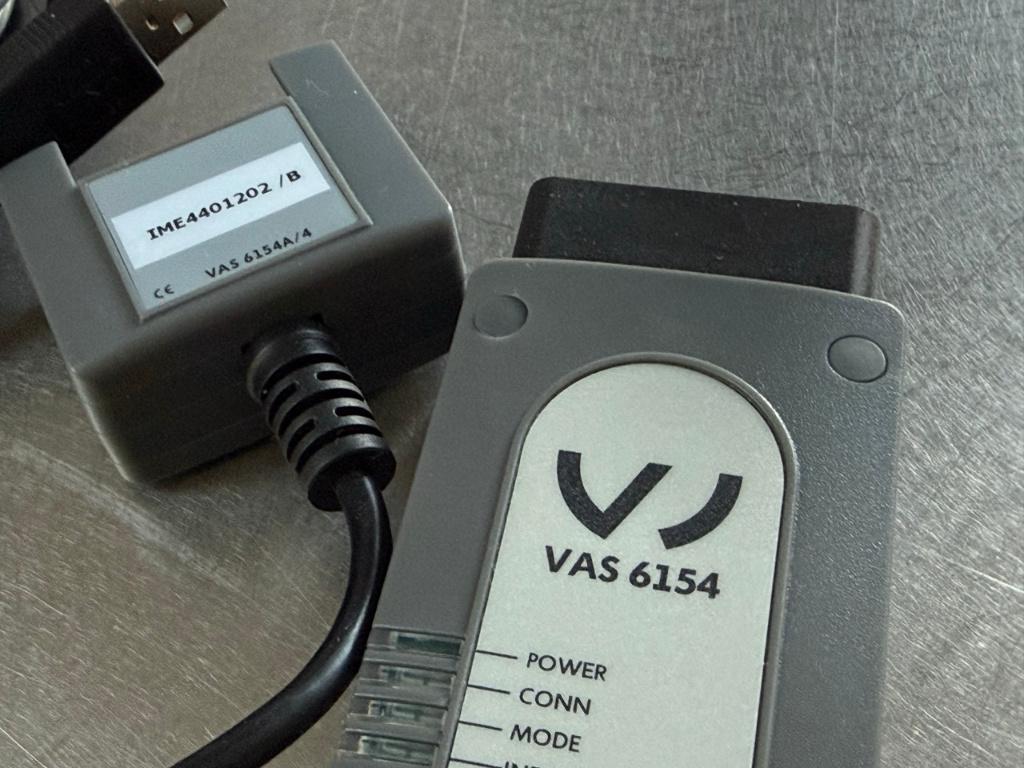 IME4401202 /B
VAS 6154A/4
CE
VAS 6154
POWER
CONN
MODE